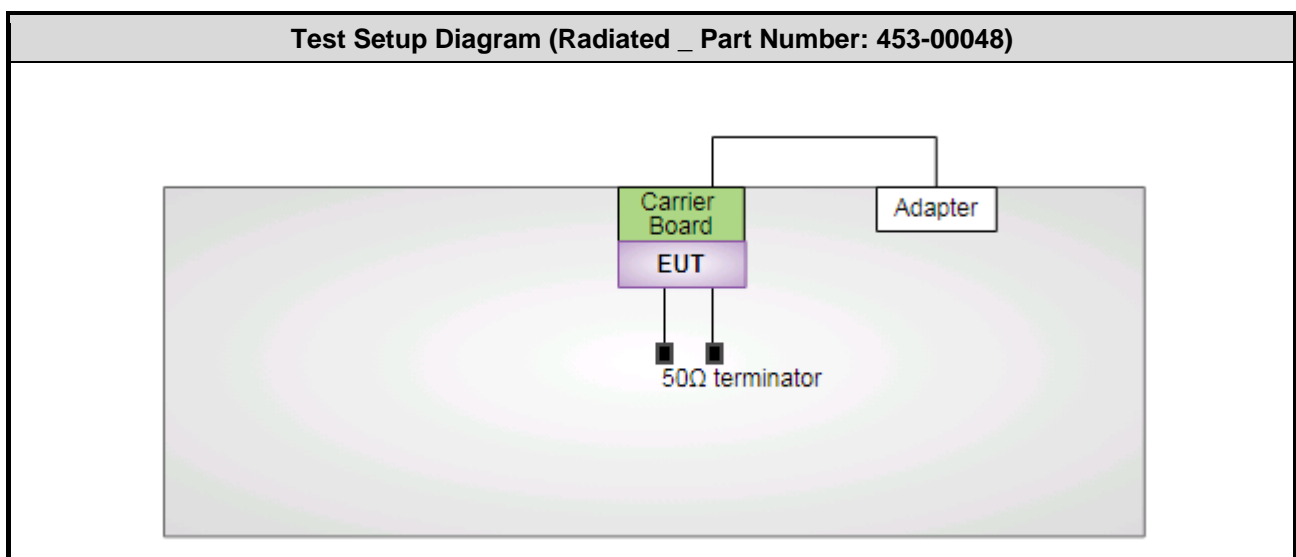 Test Setup Diagram (Radiated _ Part Number: 453-00048)
Carrier
Board
Adapter
EUT
50Ω terminator